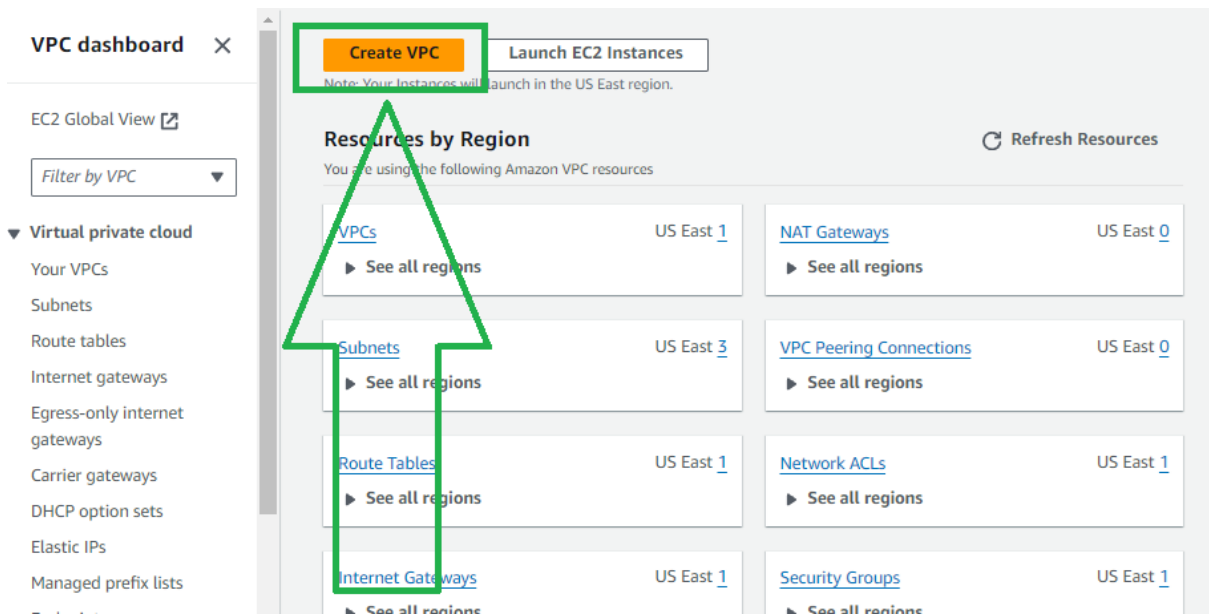 VPC dashboard
EC2 Global View
Filter by VPC
Virtual private cloud
Your VPCs
Subnets
Route tables
Internet gateways
Egress-only internet
gateways
Carrier gateways
DHCP option sets
Elastic IPs
Managed prefix lists
Create VPC
Launch EC2 Instances
Note: Your Instances will launch in the US East region.
Resources by Region
Refresh Resources
You are using the following Amazon VPC resources
VPCs US East 1
See all regions
NAT Gateways US East 0
See all regions
Subnets US East 3
See all regions
VPC Peering Connections US East 0
See all regions
Route Tables US East 1
See all regions
Network ACLs US East 1
See all regions
Internet Gateways US East 1
See all regions
Security Groups US East 1
See all regions